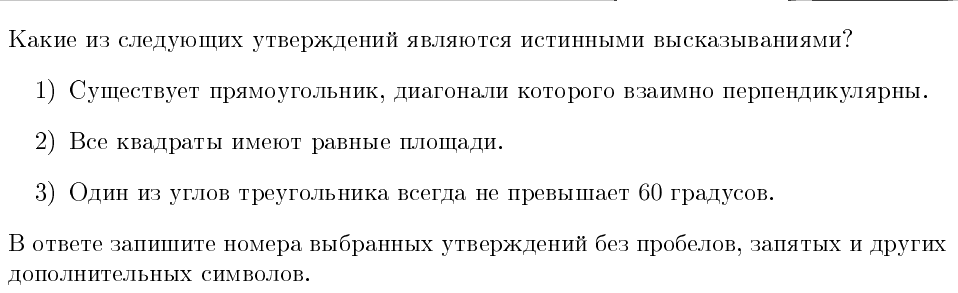 Какие из следующих утверждений являются истинными высказываниями?
1) Существует прямоугольник, диагонали которого взаимно перпендикулярны.
2) Все квадраты имеют равные площади.
3) Один из углов треугольника всегда не превышает 60 градусов.
В ответе запишите номера выбранных утверждений без пробелов, запятых и других
дополнительных символов.